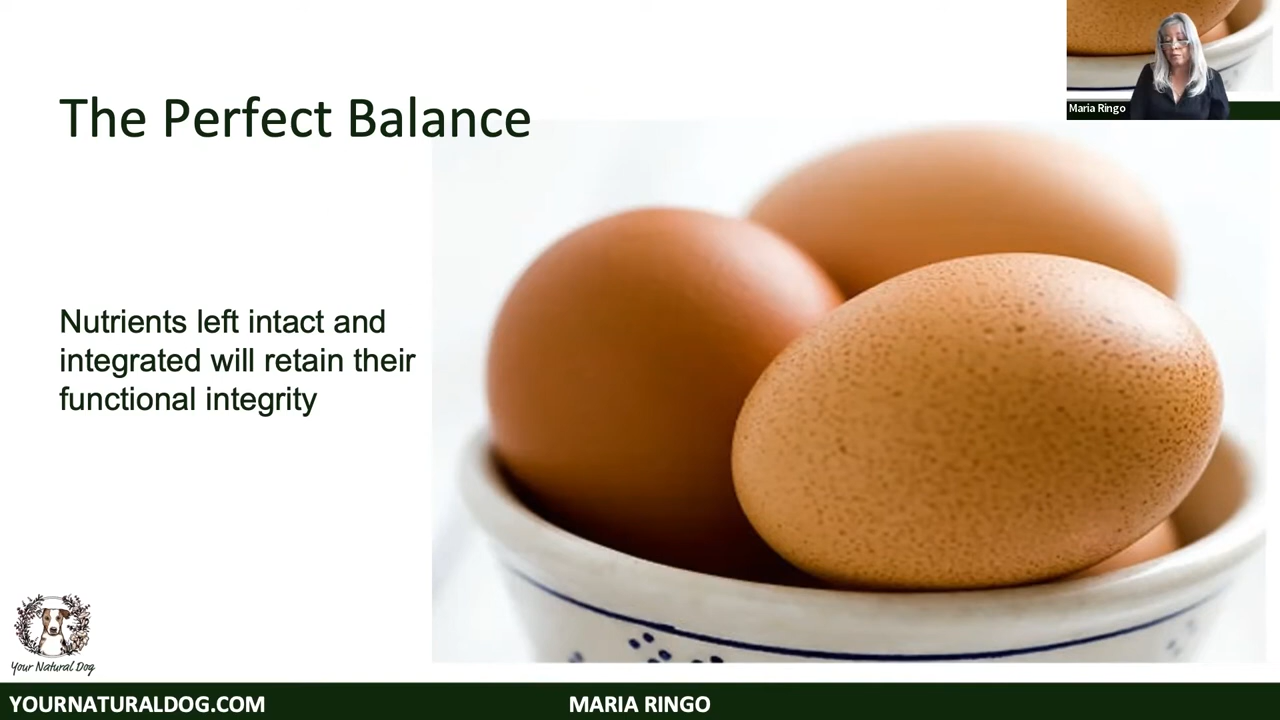 Maria Ringo
The Perfect Balance
Nutrients left intact and
integrated will retain their
functional integrity
Your Natural Dog
YOURNATURALDOG.COM
MARIA RINGO